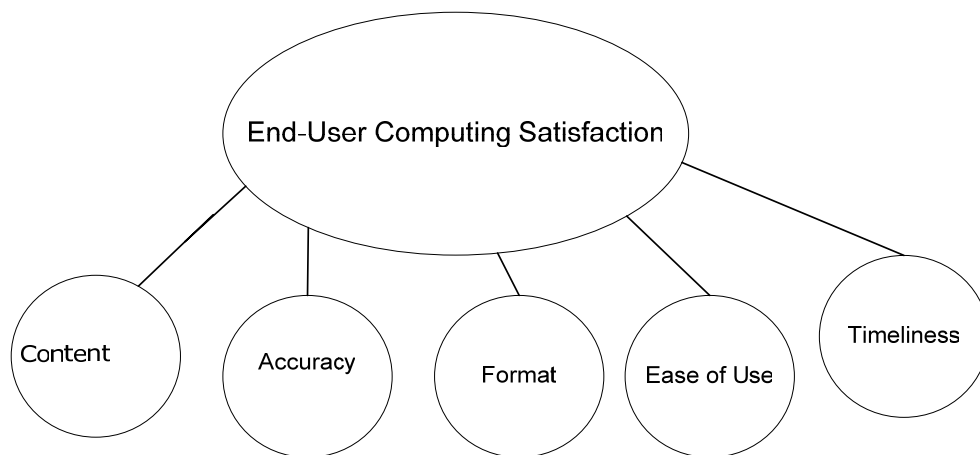 End-User Computing Satisfaction
Content
Accuracy
Format
Ease of Use
Timeliness